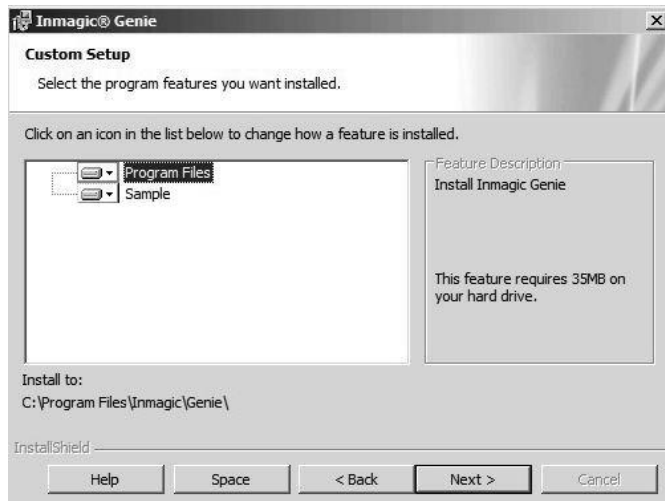 Inmagic® Genie
Custom Setup
Select the program features you want installed.
Click on an icon in the list below to change how a feature is installed.
Program Files
Sample
Feature Description
Install Inmagic Genie
This feature requires 35MB on
your hard drive.
Install to:
C:\Program Files\Inmagic\Genie\
InstallShield
Help Space < Back Next > Cancel